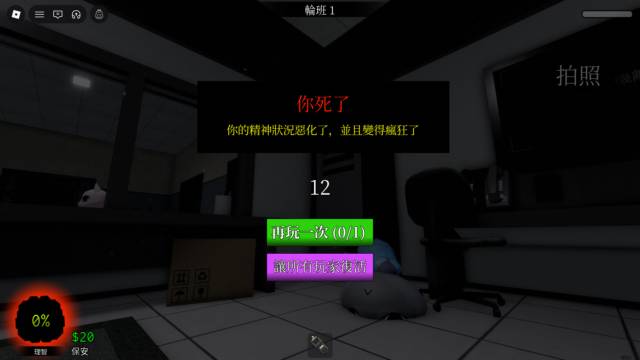 輪班 1
拍照
你死了
你的精神狀況惡化了，並且變得瘋狂了
12
再玩一次 (0/1)
讓所有玩家復活
0%
理智
$20
保安